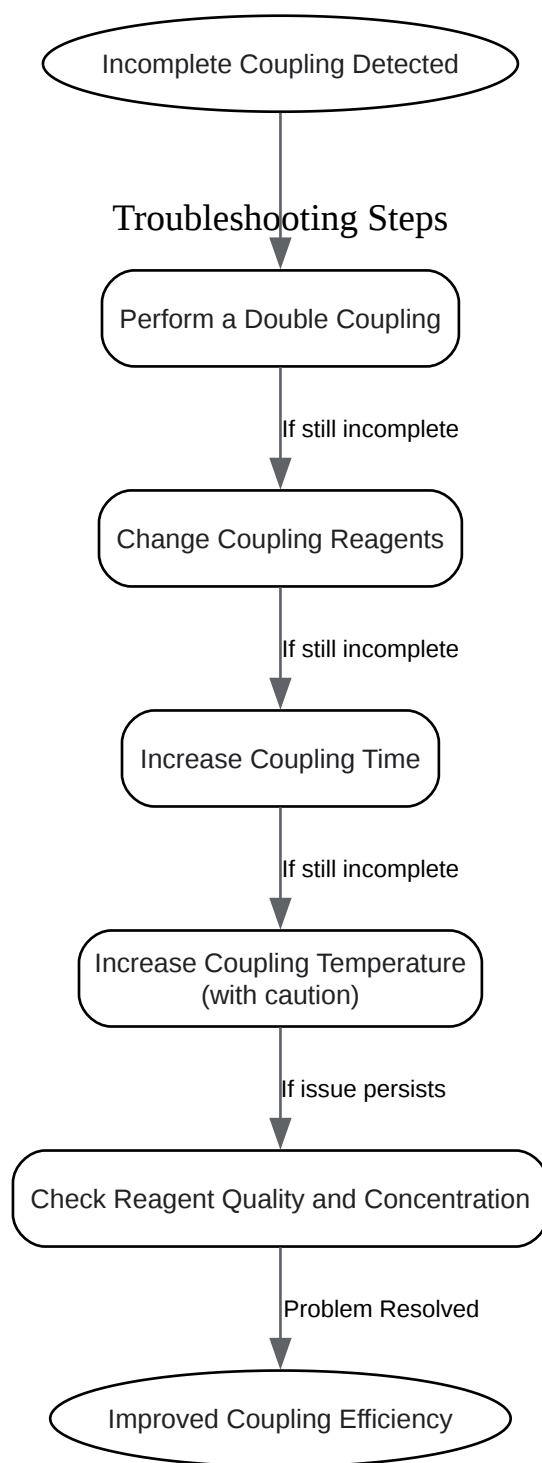 Incomplete Coupling Detected
Troubleshooting Steps
Perform a Double Coupling
If still incomplete
Change Coupling Reagents
If still incomplete
Increase Coupling Time
If still incomplete
Increase Coupling Temperature
(with caution)
If issue persists
Check Reagent Quality and Concentration
Problem Resolved
Improved Coupling Efficiency